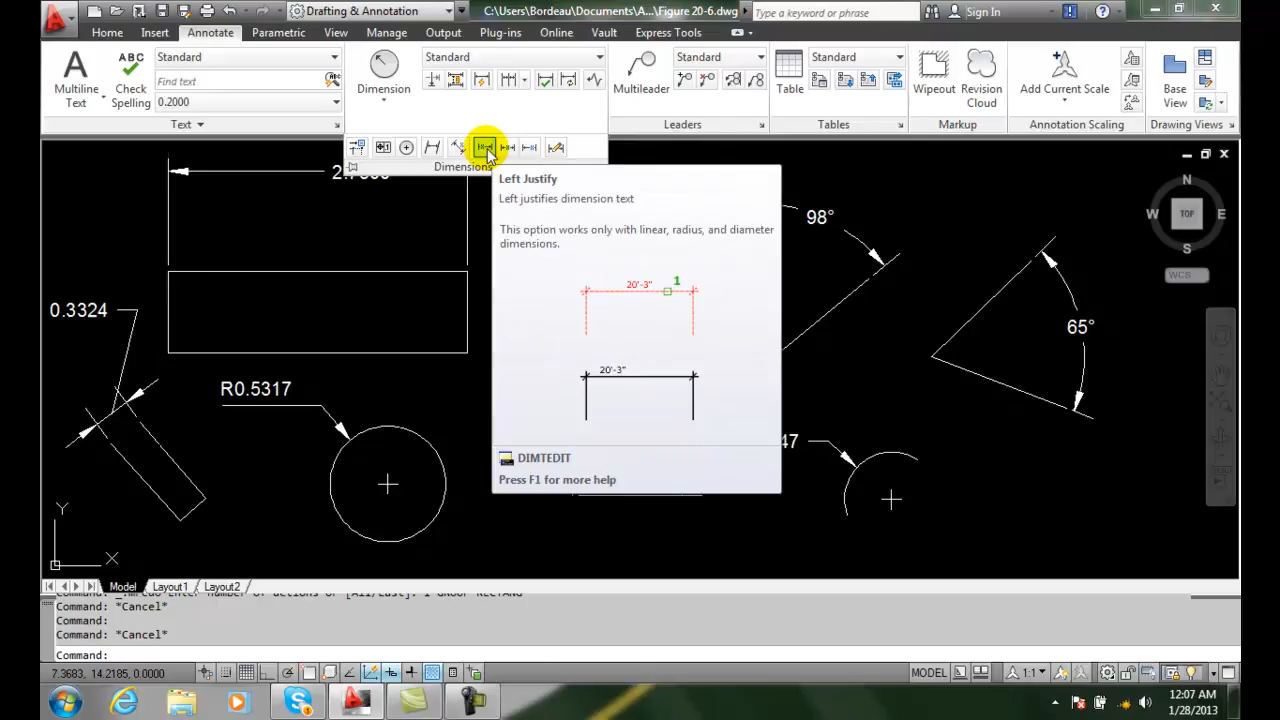 Drafting & Annotation
C:\Users\Bordeau\Documents\A...\Figure 20-6.dwg
Type a keyword or phrase
Sign In
Home Insert Annotate Parametric View Manage Output Plug-ins Online Vault Express Tools
Standard
Standard
Standard
Standard
ABC
Find text
0.2000
Multiline
Text
Check
Spelling
Dimension
Multileader
Table
Wipeout
Revision
Cloud
Add Current Scale
Base
View
Text
Leaders
Tables
Markup
Annotation Scaling
Drawing Views
Dimensions
Left Justify
Left justifies dimension text
This option works only with linear, radius, and diameter
dimensions.
20'-3"
1
20'-3"
DIMTEDIT
Press F1 for more help
98°
65°
0.3324
R0.5317
47
N
W
TOP
E
S
WCS
Y
X
Model Layout1 Layout2
Command: *Cancel*
Command:
Command: *Cancel*
Command:
7.3683, 14.2185, 0.0000
MODEL
1:1
12:07 AM
1/28/2013